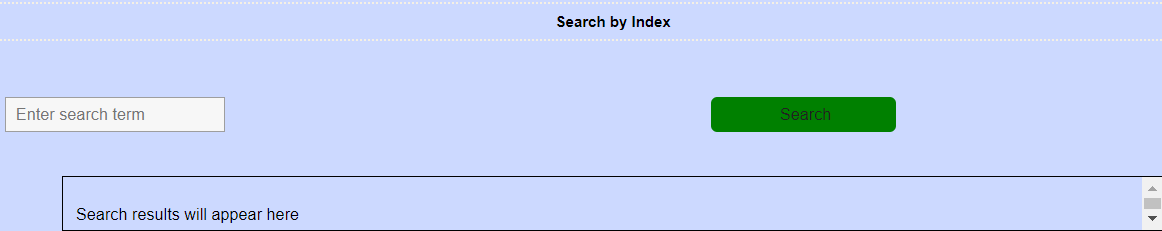 Search by Index
Enter search term
Search
Search results will appear here